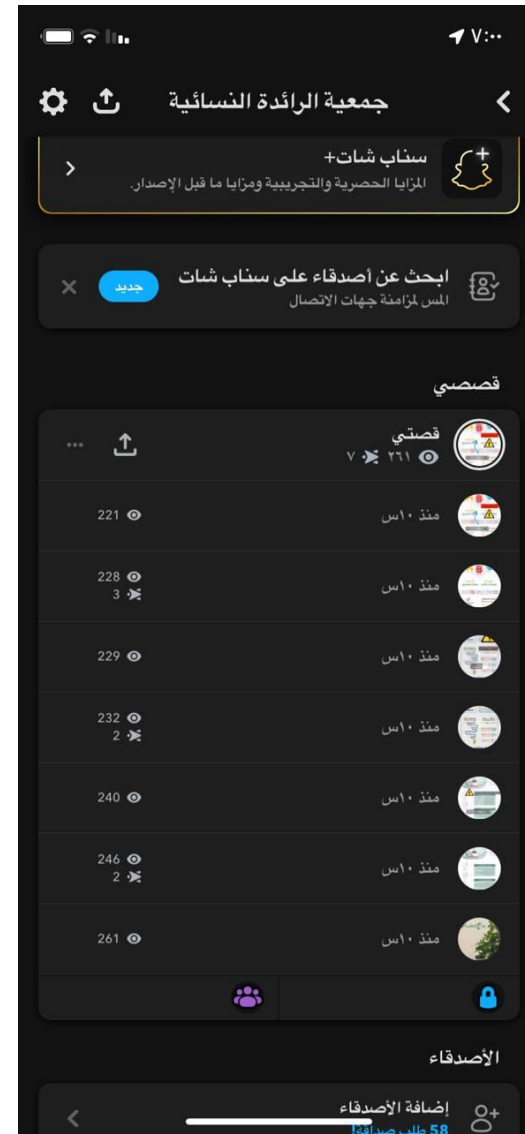 ٧:٠٠
جمعية الرائدة النسائية
سناب شات+
المزايا الحصرية والتجريبية ومزايا ما قبل الإصدار.
ابحث عن أصدقاء على سناب شات
جديد
المس لمزامنة جهات الاتصال
قصصي
قصتي
٢٦١ ٧
منذ ١٠س 221
منذ ١٠س 228
3
منذ ١٠س 229
منذ ١٠س 232
2
منذ ١٠س 240
منذ ١٠س 246
2
منذ ١٠س 261
الأصدقاء
إضافة الأصدقاء
58 طلب صداقة!